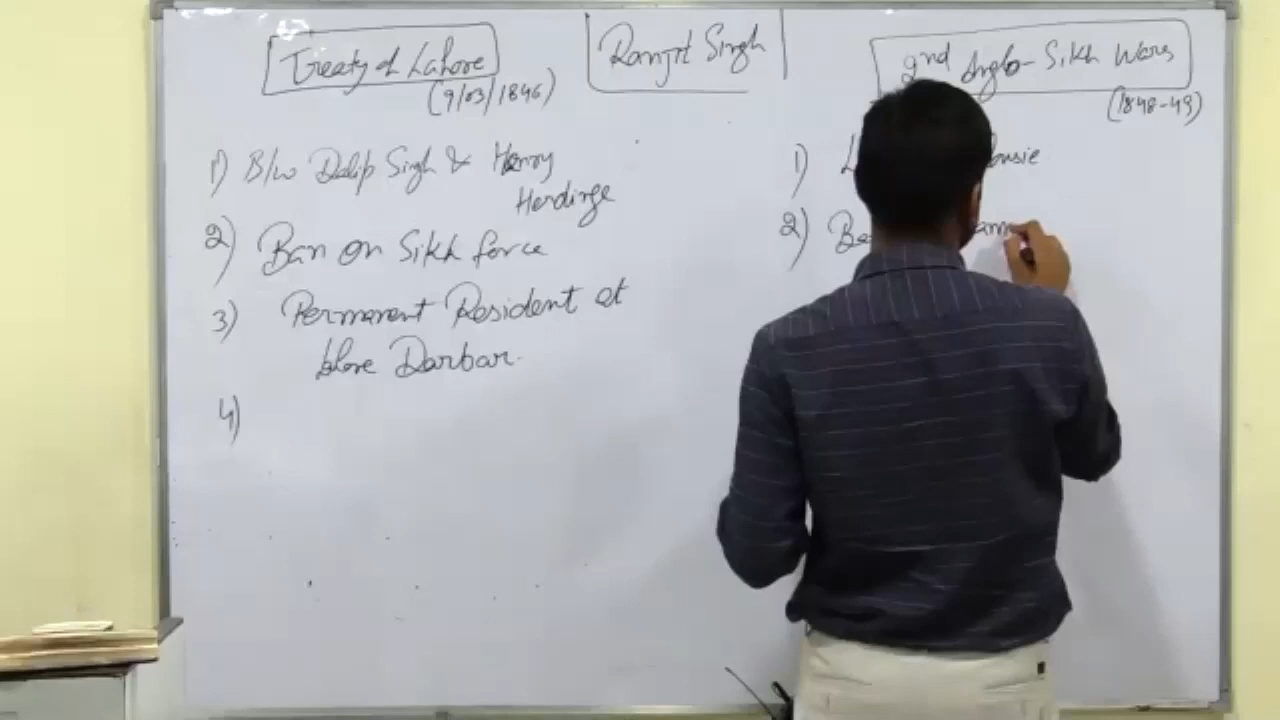 Treaty of Lahore
(9/03/1846)
1) B/w Dalip Singh & Henry
Herdinge
2) Ban on Sikh force
3) Permanent Resident at
Lahore Darbar.
4)
Ranjit Singh
2nd Anglo-Sikh Wars
(1848-49)
1)
2)